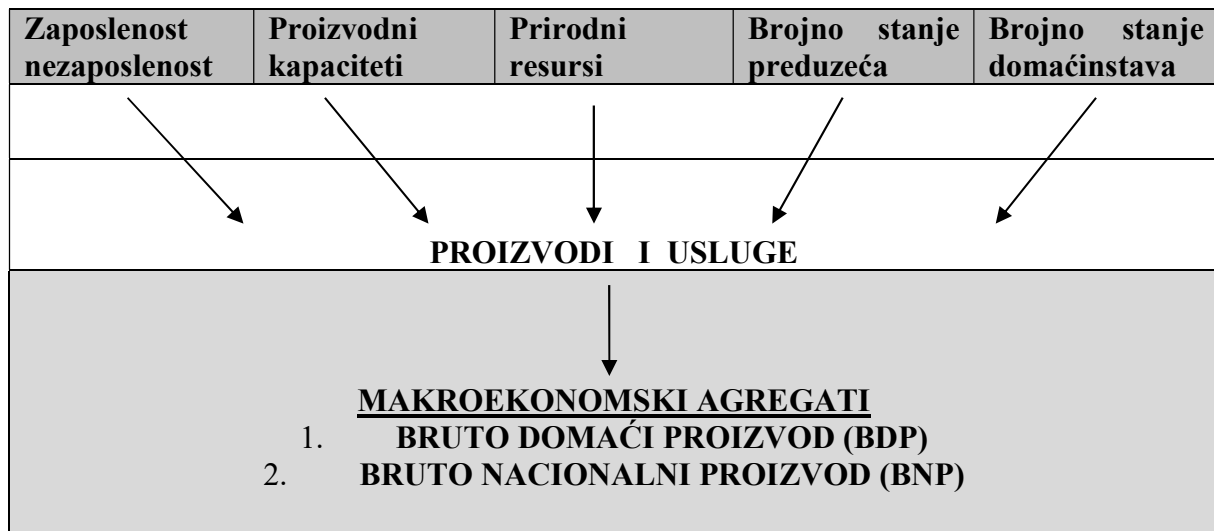 Zaposlenost
nezaposlenost
Proizvodni
kapaciteti
Prirodni
resursi
Brojno stanje
preduzeća
Brojno stanje
domaćinstava
PROIZVODI I USLUGE
MAKROEKONOMSKI AGREGATI
1. BRUTO DOMAĆI PROIZVOD (BDP)
2. BRUTO NACIONALNI PROIZVOD (BNP)